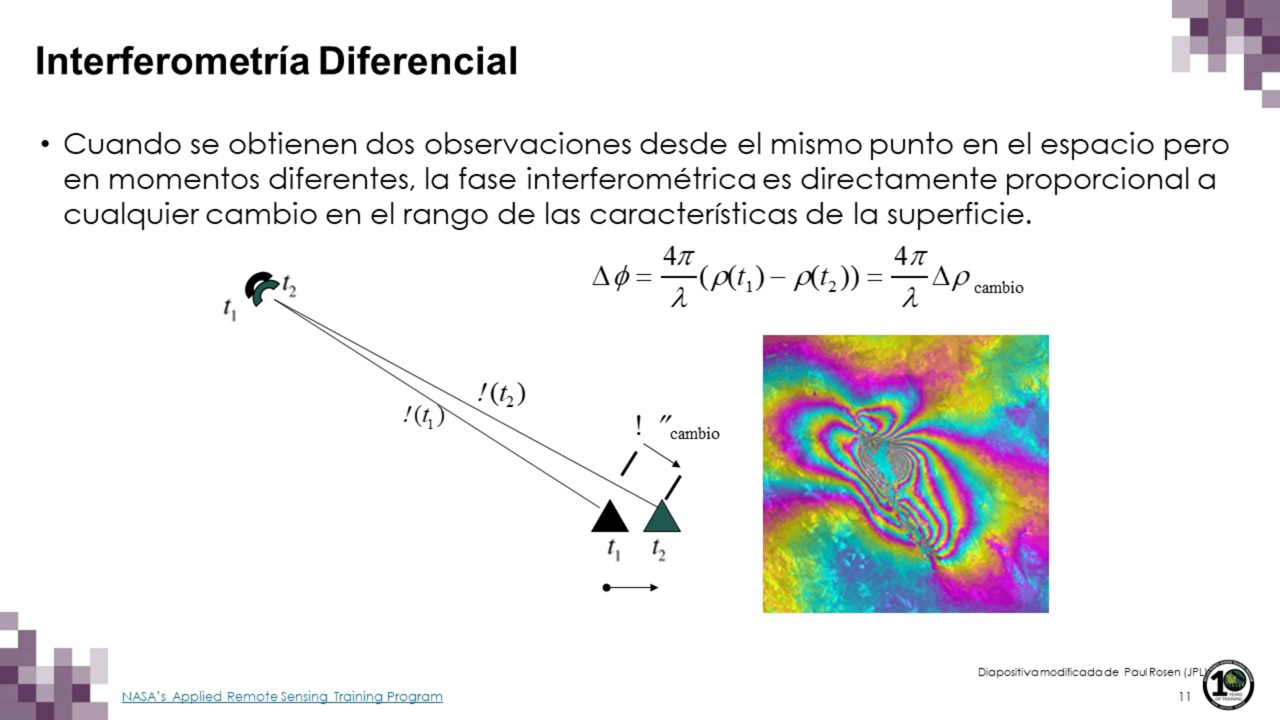 Interferometría Diferencial
• Cuando se obtienen dos observaciones desde el mismo punto en el espacio pero
en momentos diferentes, la fase interferométrica es directamente proporcional a
cualquier cambio en el rango de las características de la superficie.
Δϕ = 4π/λ (ρ(t₁) − ρ(t₂)) = 4π/λ Δρ cambio
t₂
t₁
!(t₂)
!(t₁)
! ″cambio
t₁ t₂
Diapositiva modificada de Paul Rosen (JPL)
NASA's Applied Remote Sensing Training Program
11
10